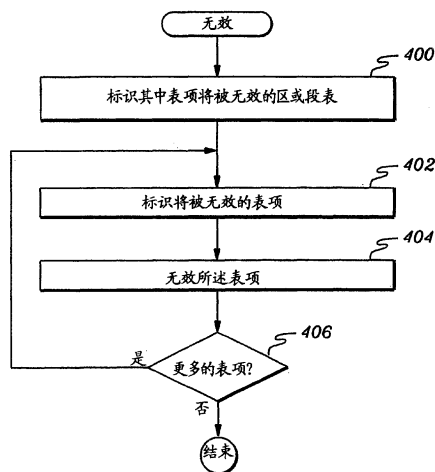 无效
400
标识其中表项将被无效的区或段表
402
标识将被无效的表项
404
无效所述表项
406
更多的表项?
是
否
结束